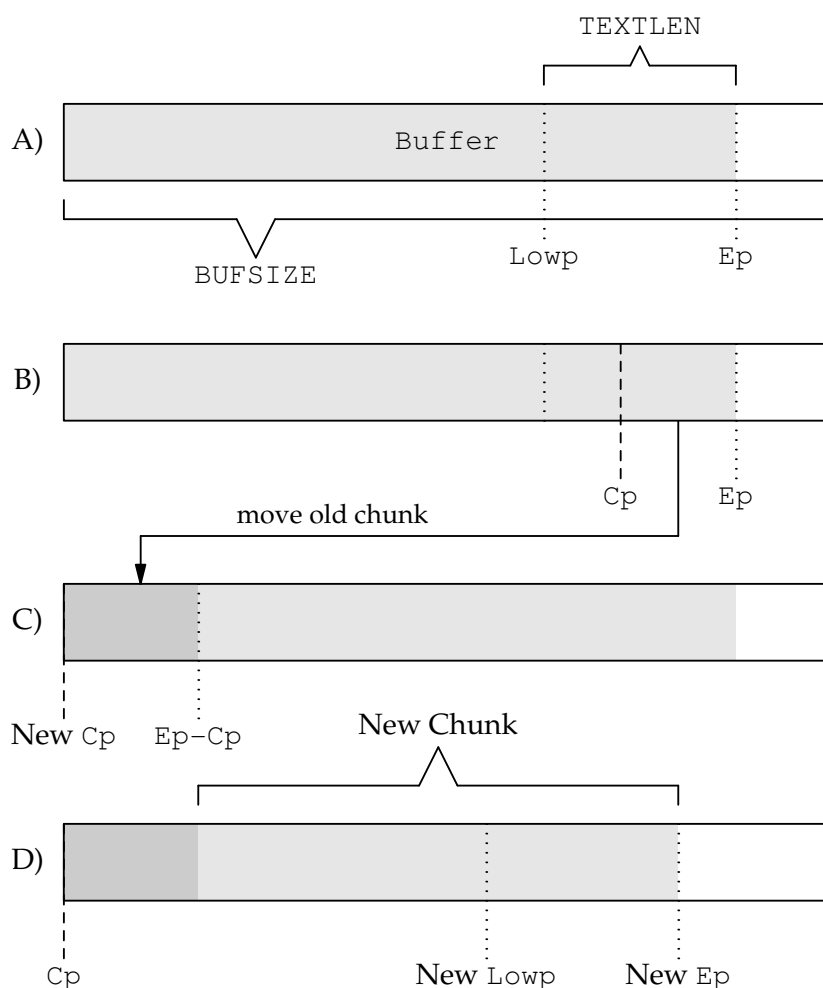 TEXTLEN
A)
Buffer
Lowp
Ep
BUFSIZE
B)
Cp
Ep
move old chunk
C)
New Cp
Ep-Cp
New Chunk
D)
Cp
New Lowp
New Ep